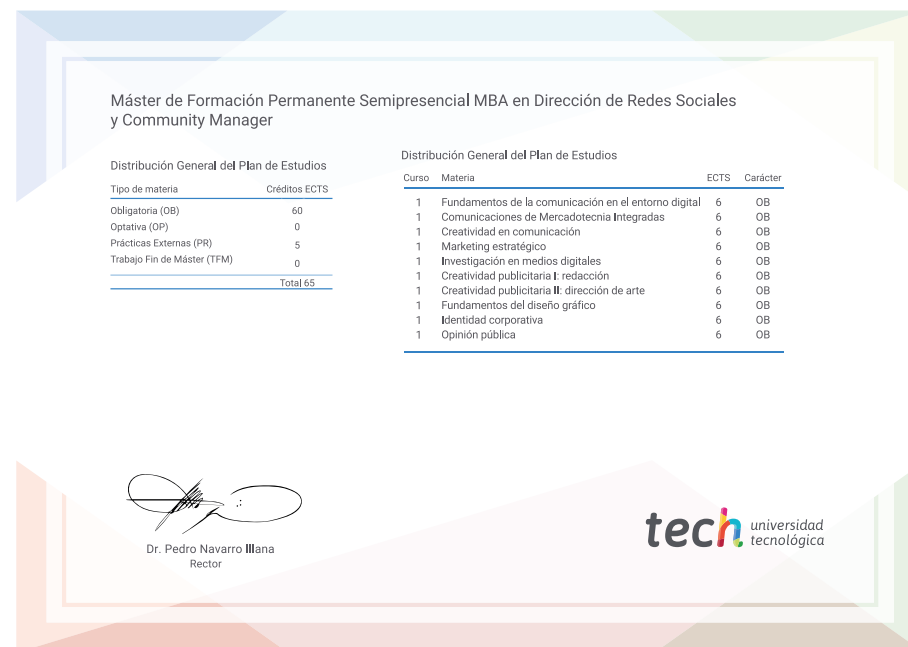 Máster de Formación Permanente Semipresencial MBA en Dirección de Redes Sociales
y Community Manager
Distribución General del Plan de Estudios
Tipo de materia Créditos ECTS
Obligatoria (OB) 60
Optativa (OP) 0
Prácticas Externas (PR) 5
Trabajo Fin de Máster (TFM) 0
Total 65
Distribución General del Plan de Estudios
Curso Materia ECTS Carácter
1 Fundamentos de la comunicación en el entorno digital 6 OB
1 Comunicaciones de Mercadotecnia Integradas 6 OB
1 Creatividad en comunicación 6 OB
1 Marketing estratégico 6 OB
1 Investigación en medios digitales 6 OB
1 Creatividad publicitaria I: redacción 6 OB
1 Creatividad publicitaria II: dirección de arte 6 OB
1 Fundamentos del diseño gráfico 6 OB
1 Identidad corporativa 6 OB
1 Opinión pública 6 OB
Dr. Pedro Navarro Illana
Rector
tech universidad
tecnológica